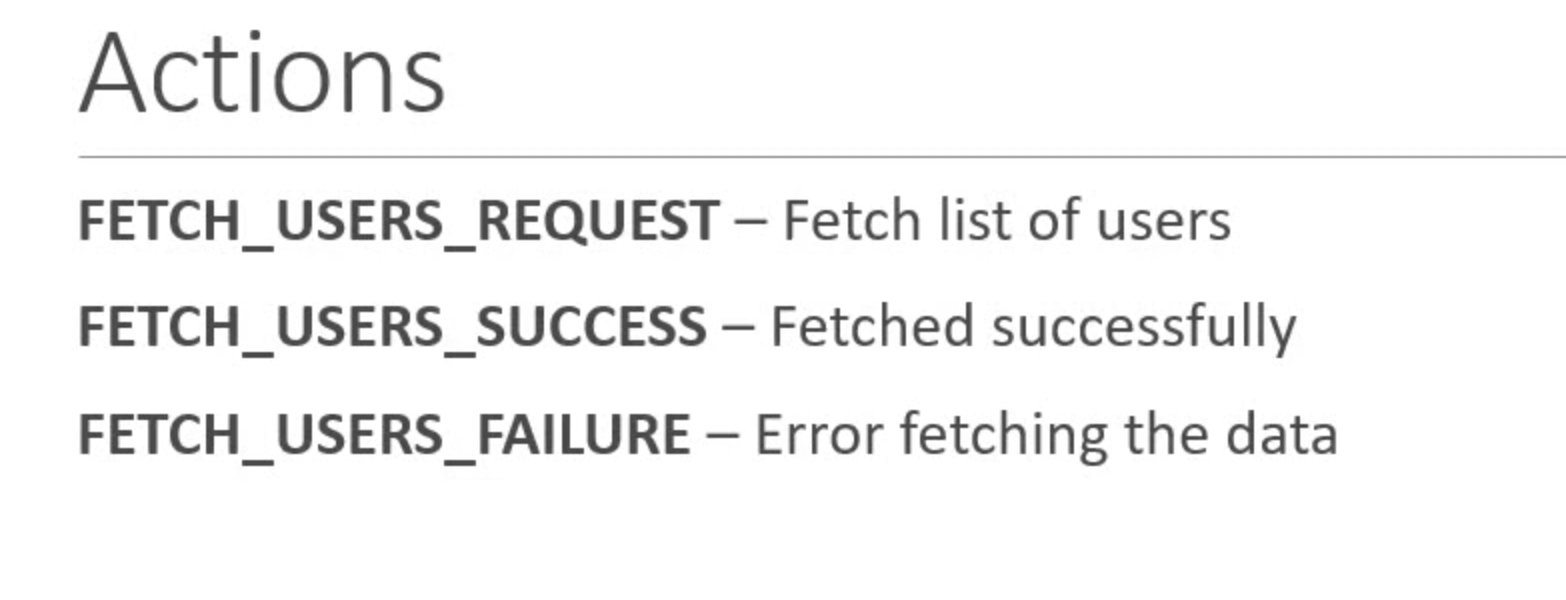 Actions
FETCH_USERS_REQUEST – Fetch list of users
FETCH_USERS_SUCCESS – Fetched successfully
FETCH_USERS_FAILURE – Error fetching the data